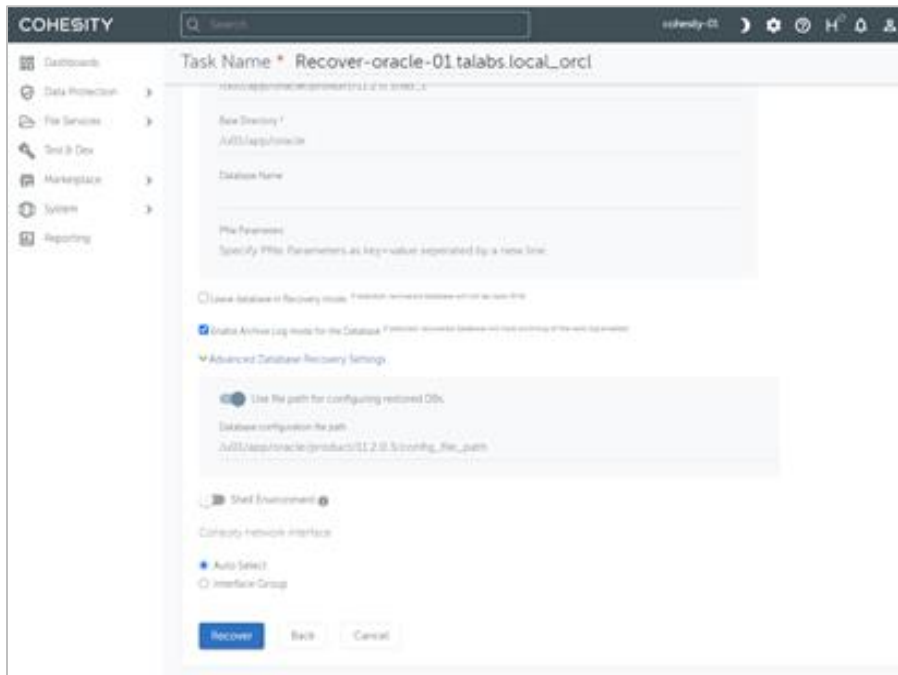 COHESITY
Search
cohesity-01
Dashboards
Data Protection
File Services
Test & Dev
Marketplace
System
Reporting
Task Name * Recover-oracle-01.talabs.local_orcl
Base Directory *
/u01/app/oracle
Database Name
Pfile Parameters
Specify Pfile Parameters as key=value seperated by a new line
Leave database in Recovery mode
Enable Archive Log mode for the Database
Advanced Database Recovery Settings
Use file path for configuring restored DBs
Database configuration file path
/u01/app/oracle/product/11.2.0.3/config_file_path
Shell Environment
Cohesity network interface
Auto Select
Interface Group
Recover
Back
Cancel